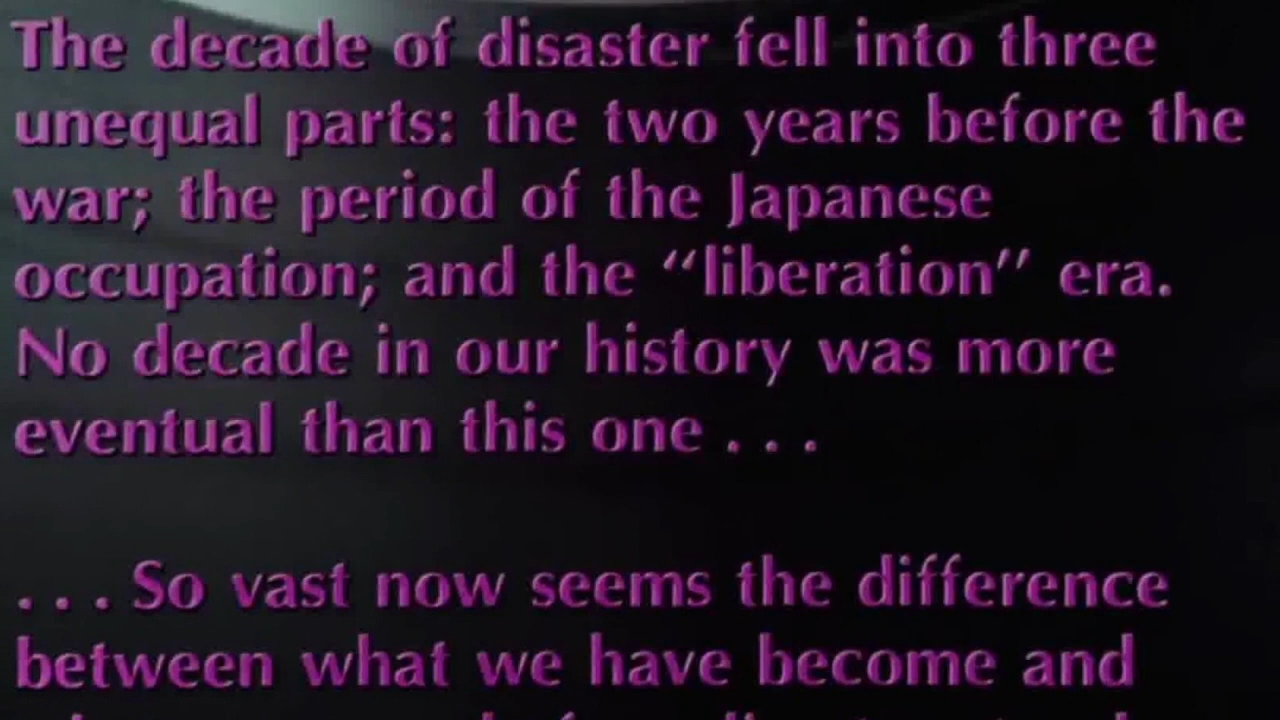 The decade of disaster fell into three
unequal parts: the two years before the
war; the period of the Japanese
occupation; and the “liberation” era.
No decade in our history was more
eventual than this one . . .
. . . So vast now seems the difference
between what we have become and